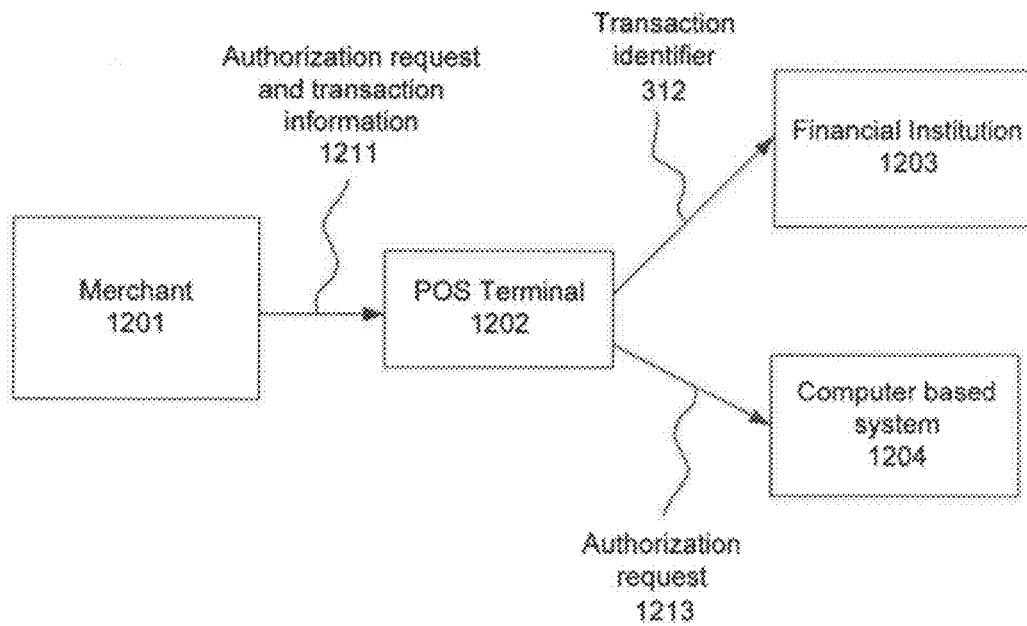 Authorization request
and transaction
information
1211
Transaction
identifier
312
Financial Institution
1203
Merchant
1201
POS Terminal
1202
Computer based
system
1204
Authorization
request
1213